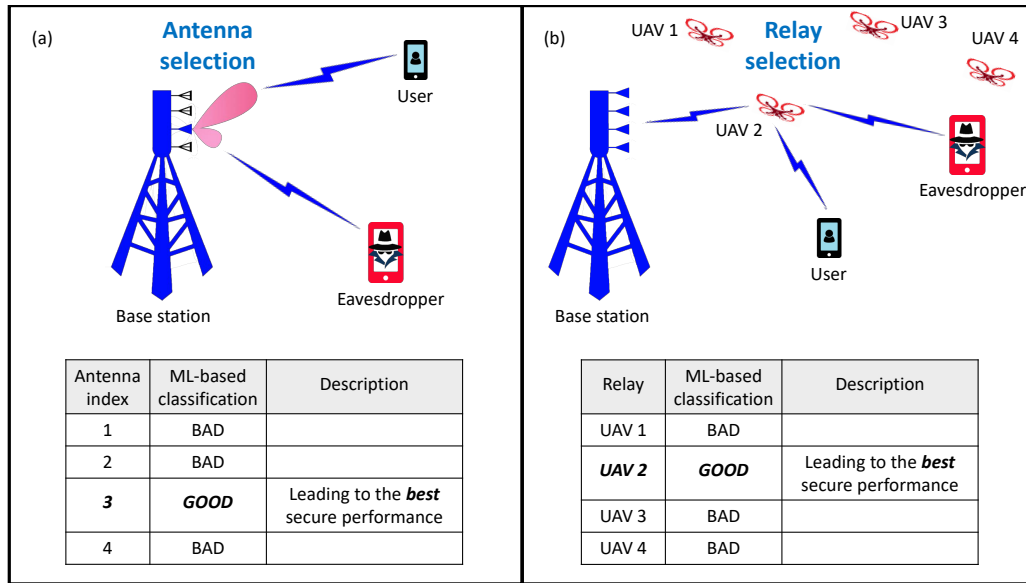 (a)
Antenna
selection
User
Eavesdropper
Base station
Antenna index | ML-based classification | Description
1 | BAD |
2 | BAD |
3 | GOOD | Leading to the best secure performance
4 | BAD |
(b)
UAV 1
Relay
selection
UAV 3
UAV 4
UAV 2
Eavesdropper
User
Base station
Relay | ML-based classification | Description
UAV 1 | BAD |
UAV 2 | GOOD | Leading to the best secure performance
UAV 3 | BAD |
UAV 4 | BAD |